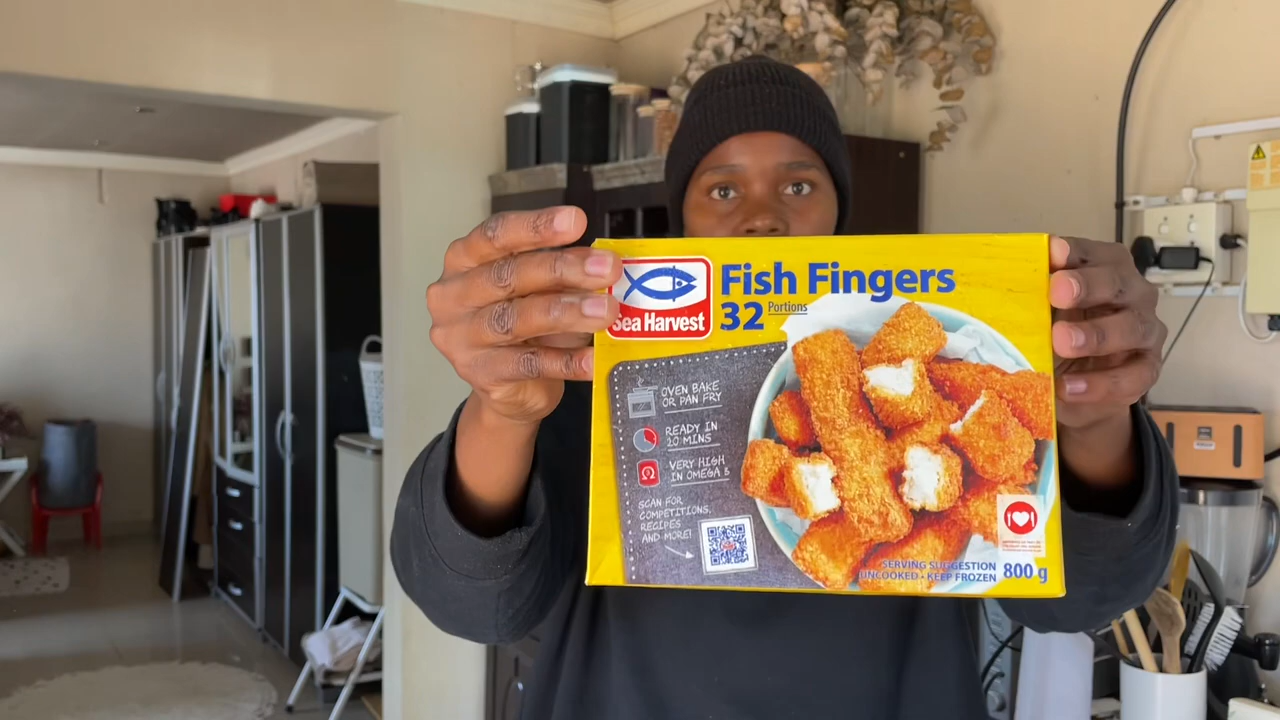 Sea Harvest
Fish Fingers
32 Portions
OVEN BAKE
OR PAN FRY
READY IN
20 MINS
VERY HIGH
IN OMEGA 3
SCAN FOR
COMPETITIONS,
RECIPES
AND MORE!
SERVING SUGGESTION
UNCOOKED • KEEP FROZEN
800 g